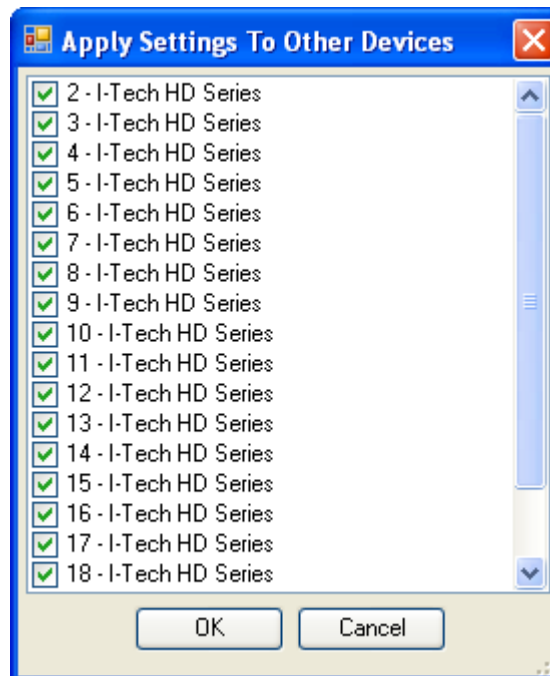 Apply Settings To Other Devices
2 - I-Tech HD Series
3 - I-Tech HD Series
4 - I-Tech HD Series
5 - I-Tech HD Series
6 - I-Tech HD Series
7 - I-Tech HD Series
8 - I-Tech HD Series
9 - I-Tech HD Series
10 - I-Tech HD Series
11 - I-Tech HD Series
12 - I-Tech HD Series
13 - I-Tech HD Series
14 - I-Tech HD Series
15 - I-Tech HD Series
16 - I-Tech HD Series
17 - I-Tech HD Series
18 - I-Tech HD Series
OK Cancel